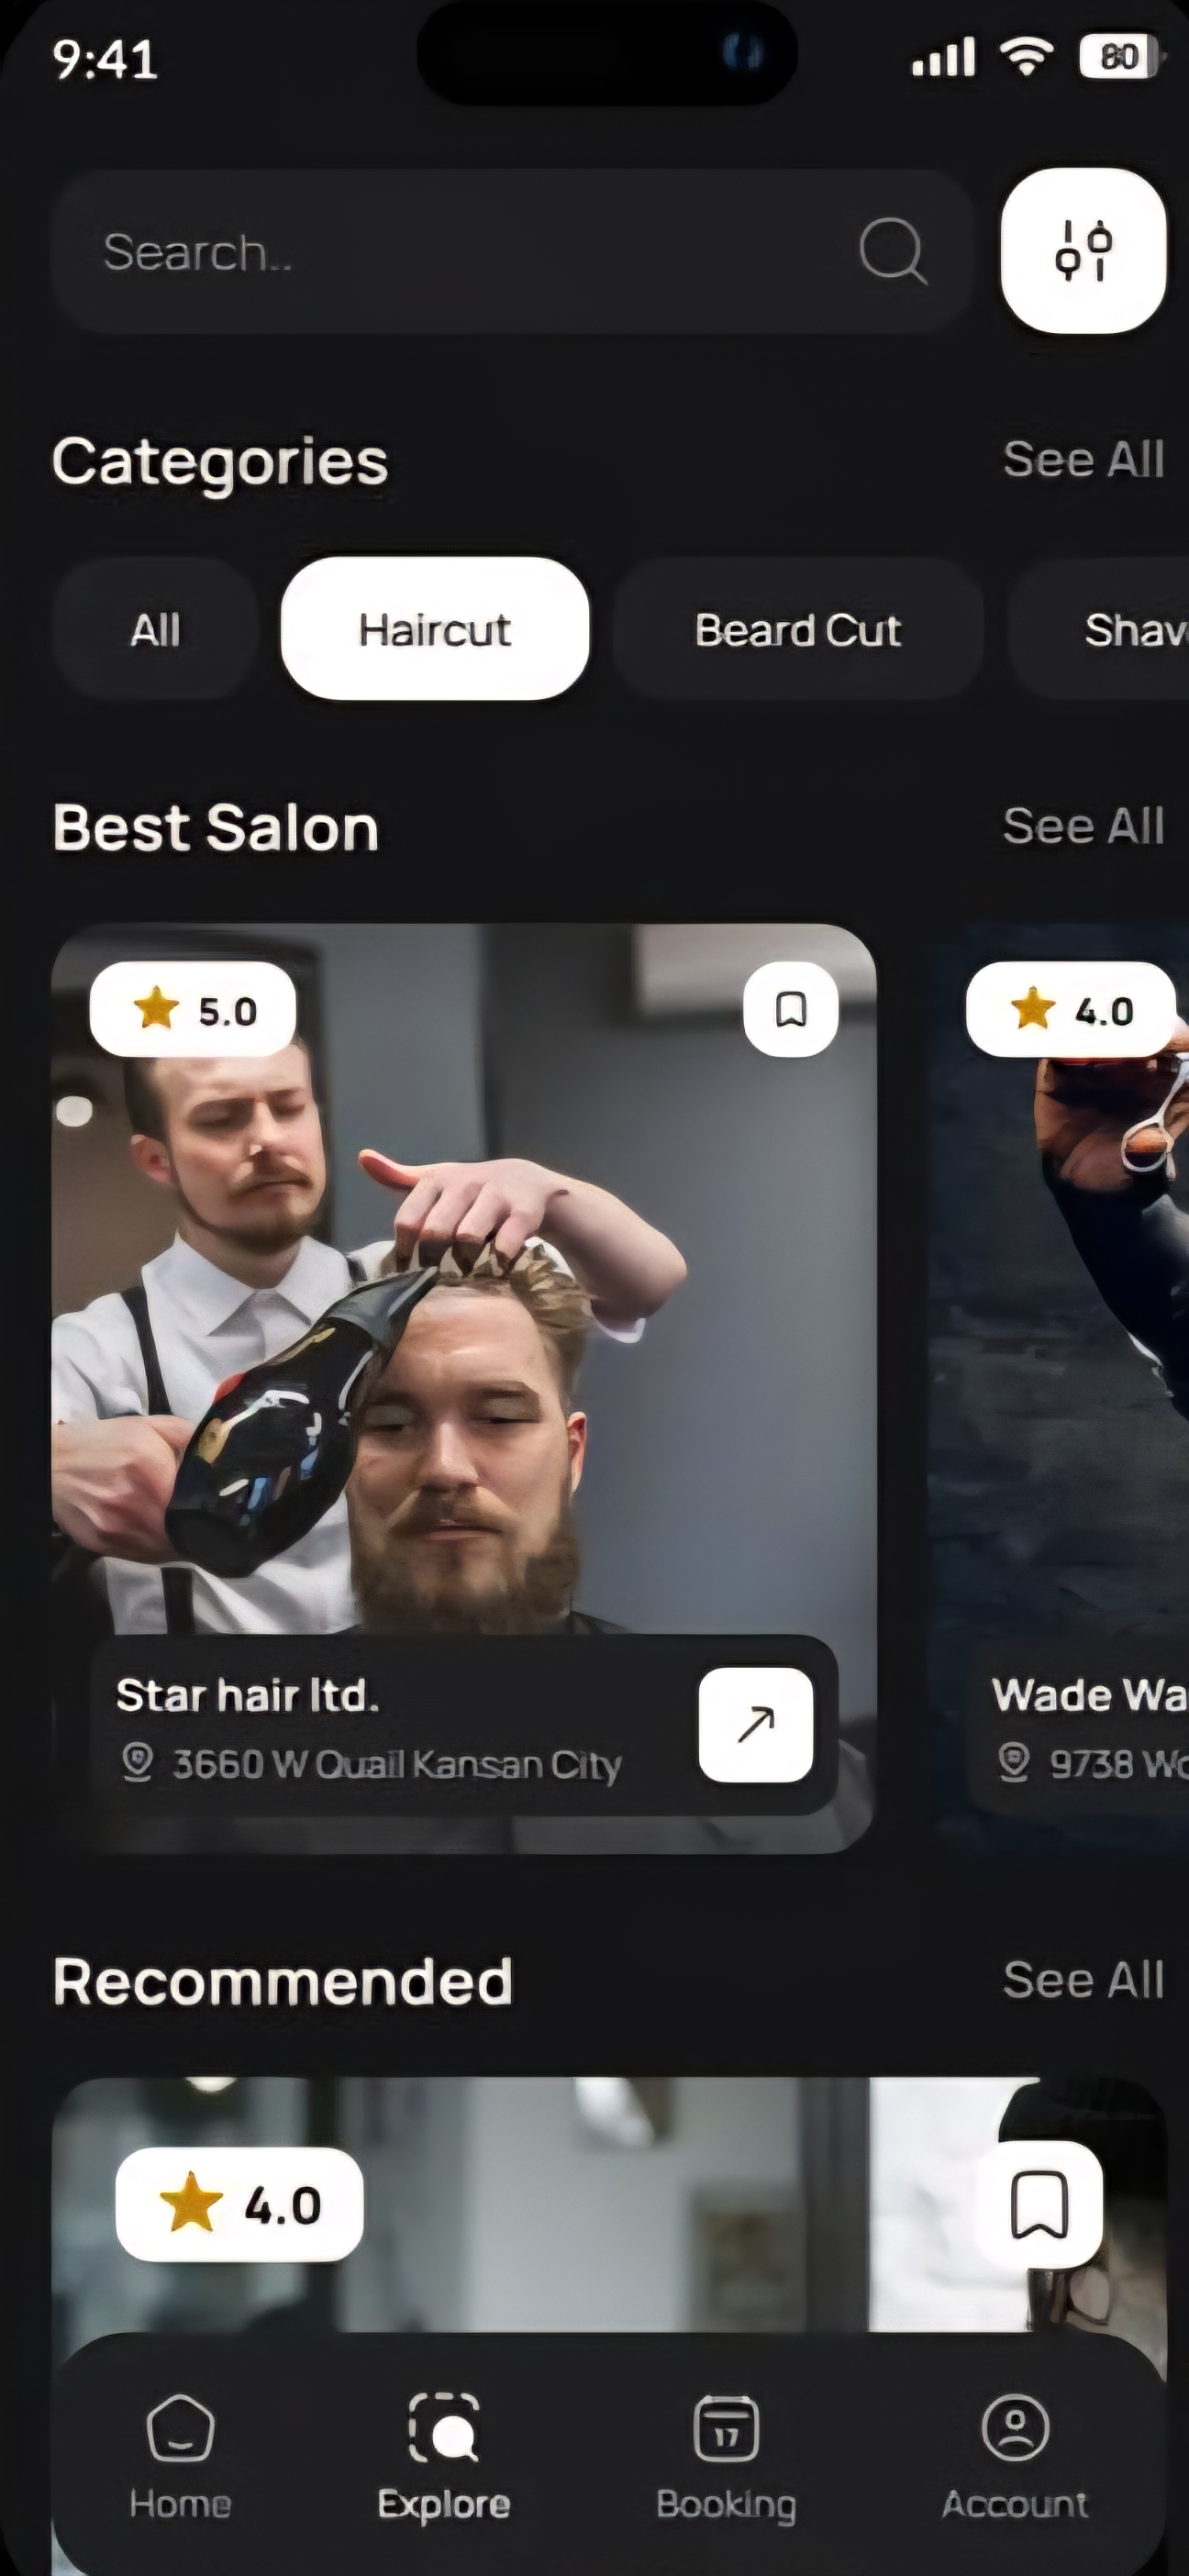 9:41
80
Search..
Categories
See All
All
Haircut
Beard Cut
Shav
Best Salon
See All
5.0
4.0
Star hair ltd.
3660 W Quail Kansan City
Wade Wa
9738 Wo
Recommended
See All
4.0
17
Home
Explore
Booking
Account